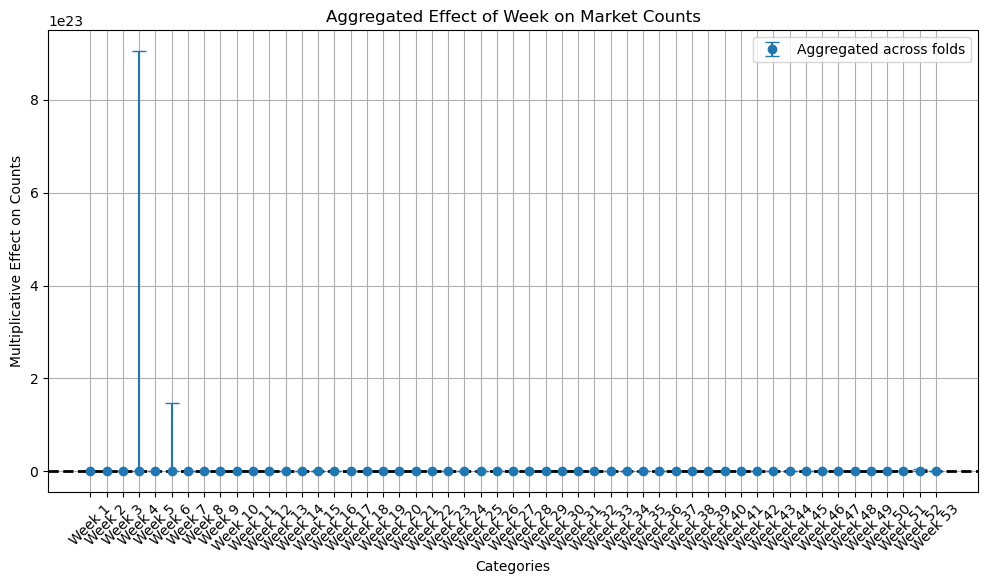 Aggregated Effect of Week on Market Counts
1e23
Aggregated across folds
8
6
4
2
0
Multiplicative Effect on Counts
Week 1
Week 2
Week 3
Week 4
Week 5
Week 6
Week 7
Week 8
Week 9
Week 10
Week 11
Week 12
Week 13
Week 14
Week 15
Week 16
Week 17
Week 18
Week 19
Week 20
Week 21
Week 22
Week 23
Week 24
Week 25
Week 26
Week 27
Week 28
Week 29
Week 30
Week 31
Week 32
Week 33
Week 34
Week 35
Week 36
Week 37
Week 38
Week 39
Week 40
Week 41
Week 42
Week 43
Week 44
Week 45
Week 46
Week 47
Week 48
Week 49
Week 50
Week 51
Week 52
Week 53
Categories